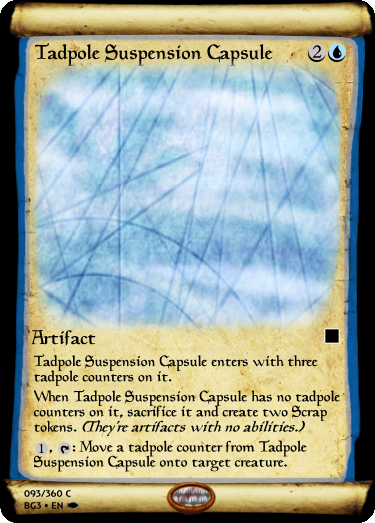 Tadpole Suspension Capsule 2
Artifact
Tadpole Suspension Capsule enters with three
tadpole counters on it.
When Tadpole Suspension Capsule has no tadpole
counters on it, sacrifice it and create two Scrap
tokens. (They're artifacts with no abilities.)
1, : Move a tadpole counter from Tadpole
Suspension Capsule onto target creature.
093/360 C
BG3 • EN